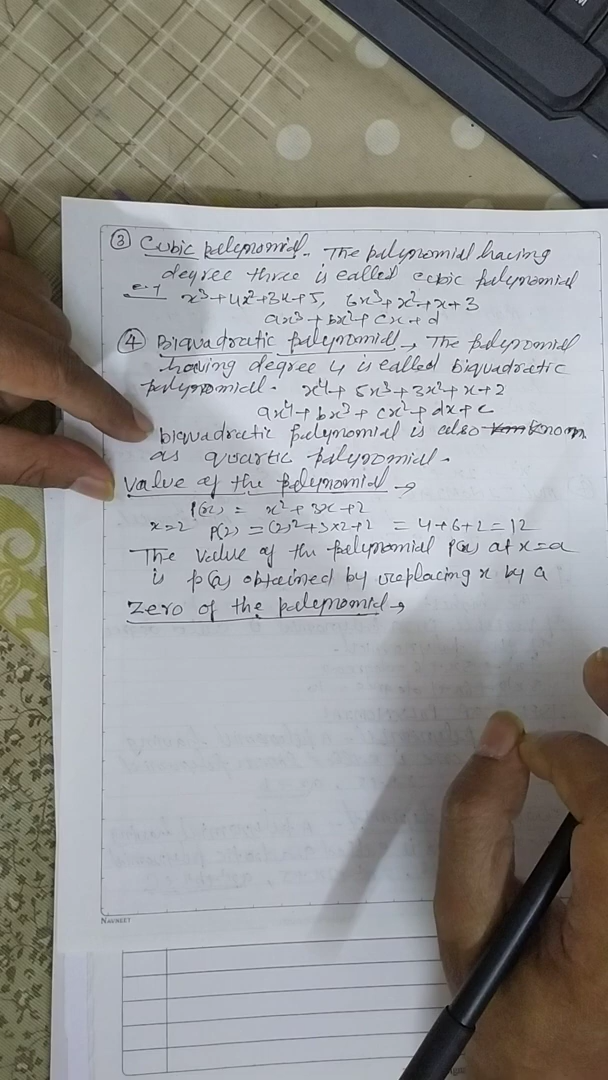 ③ Cubic polynomial - The polynomial having
degree three is called cubic polynomial
e.g x³+4x²+3x+5, 6x³+x²+x+3
ax³+bx²+cx+d
④ Biquadratic polynomial → The polynomial
having degree 4 is called biquadratic
polynomial. x⁴+5x³+3x²+x+2
ax⁴+bx³+cx²+dx+e
biquadratic polynomial is also known
as quartic polynomial.
Value of the polynomial →
P(x) = x²+3x+2
x=2 P(2) = (2)²+3×2+2 = 4+6+2=12
The value of the polynomial P(x) at x=a
is p(a) obtained by replacing x by a
Zero of the polynomial →
NAVNEET